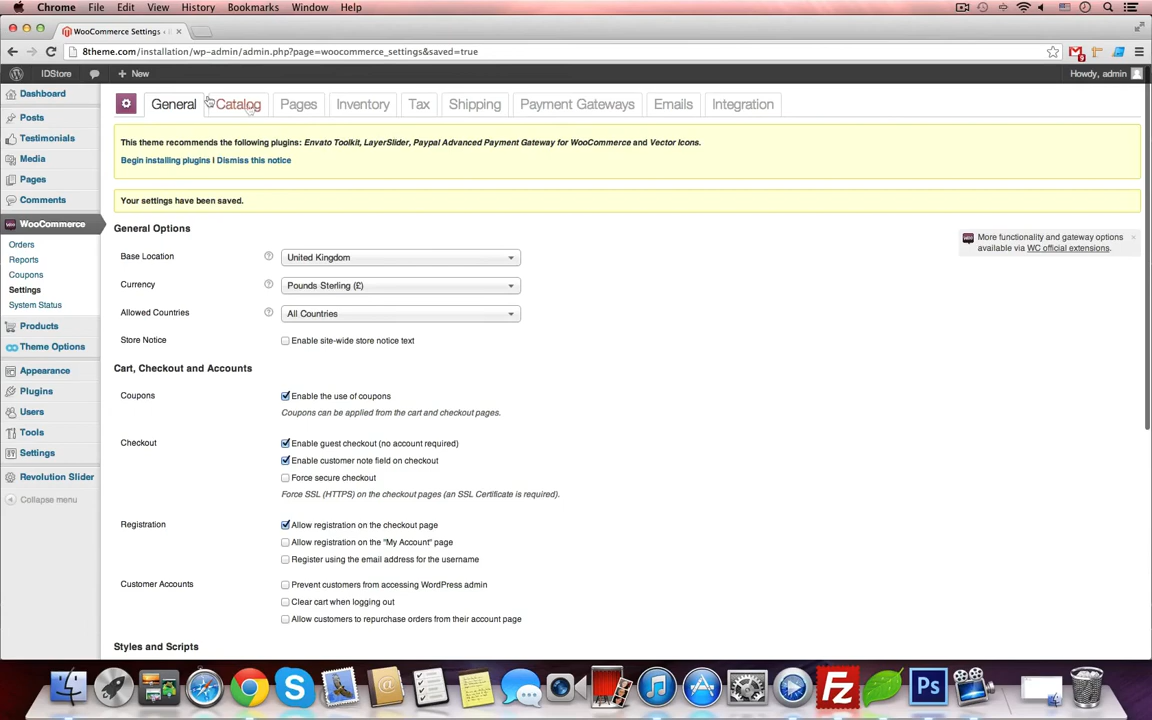 Chrome File Edit View History Bookmarks Window Help
WooCommerce Settings ‹
8theme.com/installation/wp-admin/admin.php?page=woocommerce_settings&saved=true
9
IDStore + New Howdy, admin
Dashboard
Posts
Testimonials
Media
Pages
Comments
WooCommerce
Orders
Reports
Coupons
Settings
System Status
Products
Theme Options
Appearance
Plugins
Users
Tools
Settings
Revolution Slider
Collapse menu
General Catalog Pages Inventory Tax Shipping Payment Gateways Emails Integration
This theme recommends the following plugins: Envato Toolkit, LayerSlider, Paypal Advanced Payment Gateway for WooCommerce and Vector Icons.
Begin installing plugins | Dismiss this notice
Your settings have been saved.
General Options
More functionality and gateway options
available via WC official extensions.
Base Location ? United Kingdom
Currency ? Pounds Sterling (£)
Allowed Countries ? All Countries
Store Notice Enable site-wide store notice text
Cart, Checkout and Accounts
Coupons Enable the use of coupons
Coupons can be applied from the cart and checkout pages.
Checkout Enable guest checkout (no account required)
Enable customer note field on checkout
Force secure checkout
Force SSL (HTTPS) on the checkout pages (an SSL Certificate is required).
Registration Allow registration on the checkout page
Allow registration on the "My Account" page
Register using the email address for the username
Customer Accounts Prevent customers from accessing WordPress admin
Clear cart when logging out
Allow customers to repurchase orders from their account page
Styles and Scripts
Fz
Ps